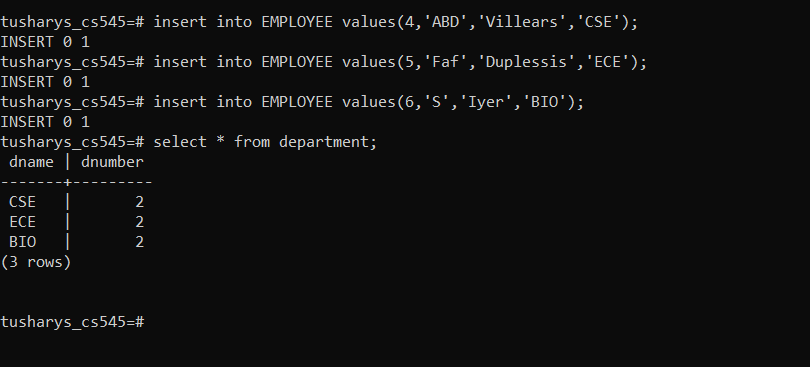 tusharys_cs545=# insert into EMPLOYEE values(4,'ABD','Villears','CSE');
INSERT 0 1
tusharys_cs545=# insert into EMPLOYEE values(5,'Faf','Duplessis','ECE');
INSERT 0 1
tusharys_cs545=# insert into EMPLOYEE values(6,'S','Iyer','BIO');
INSERT 0 1
tusharys_cs545=# select * from department;
 dname | dnumber
-------+---------
 CSE   |       2
 ECE   |       2
 BIO   |       2
(3 rows)
tusharys_cs545=#